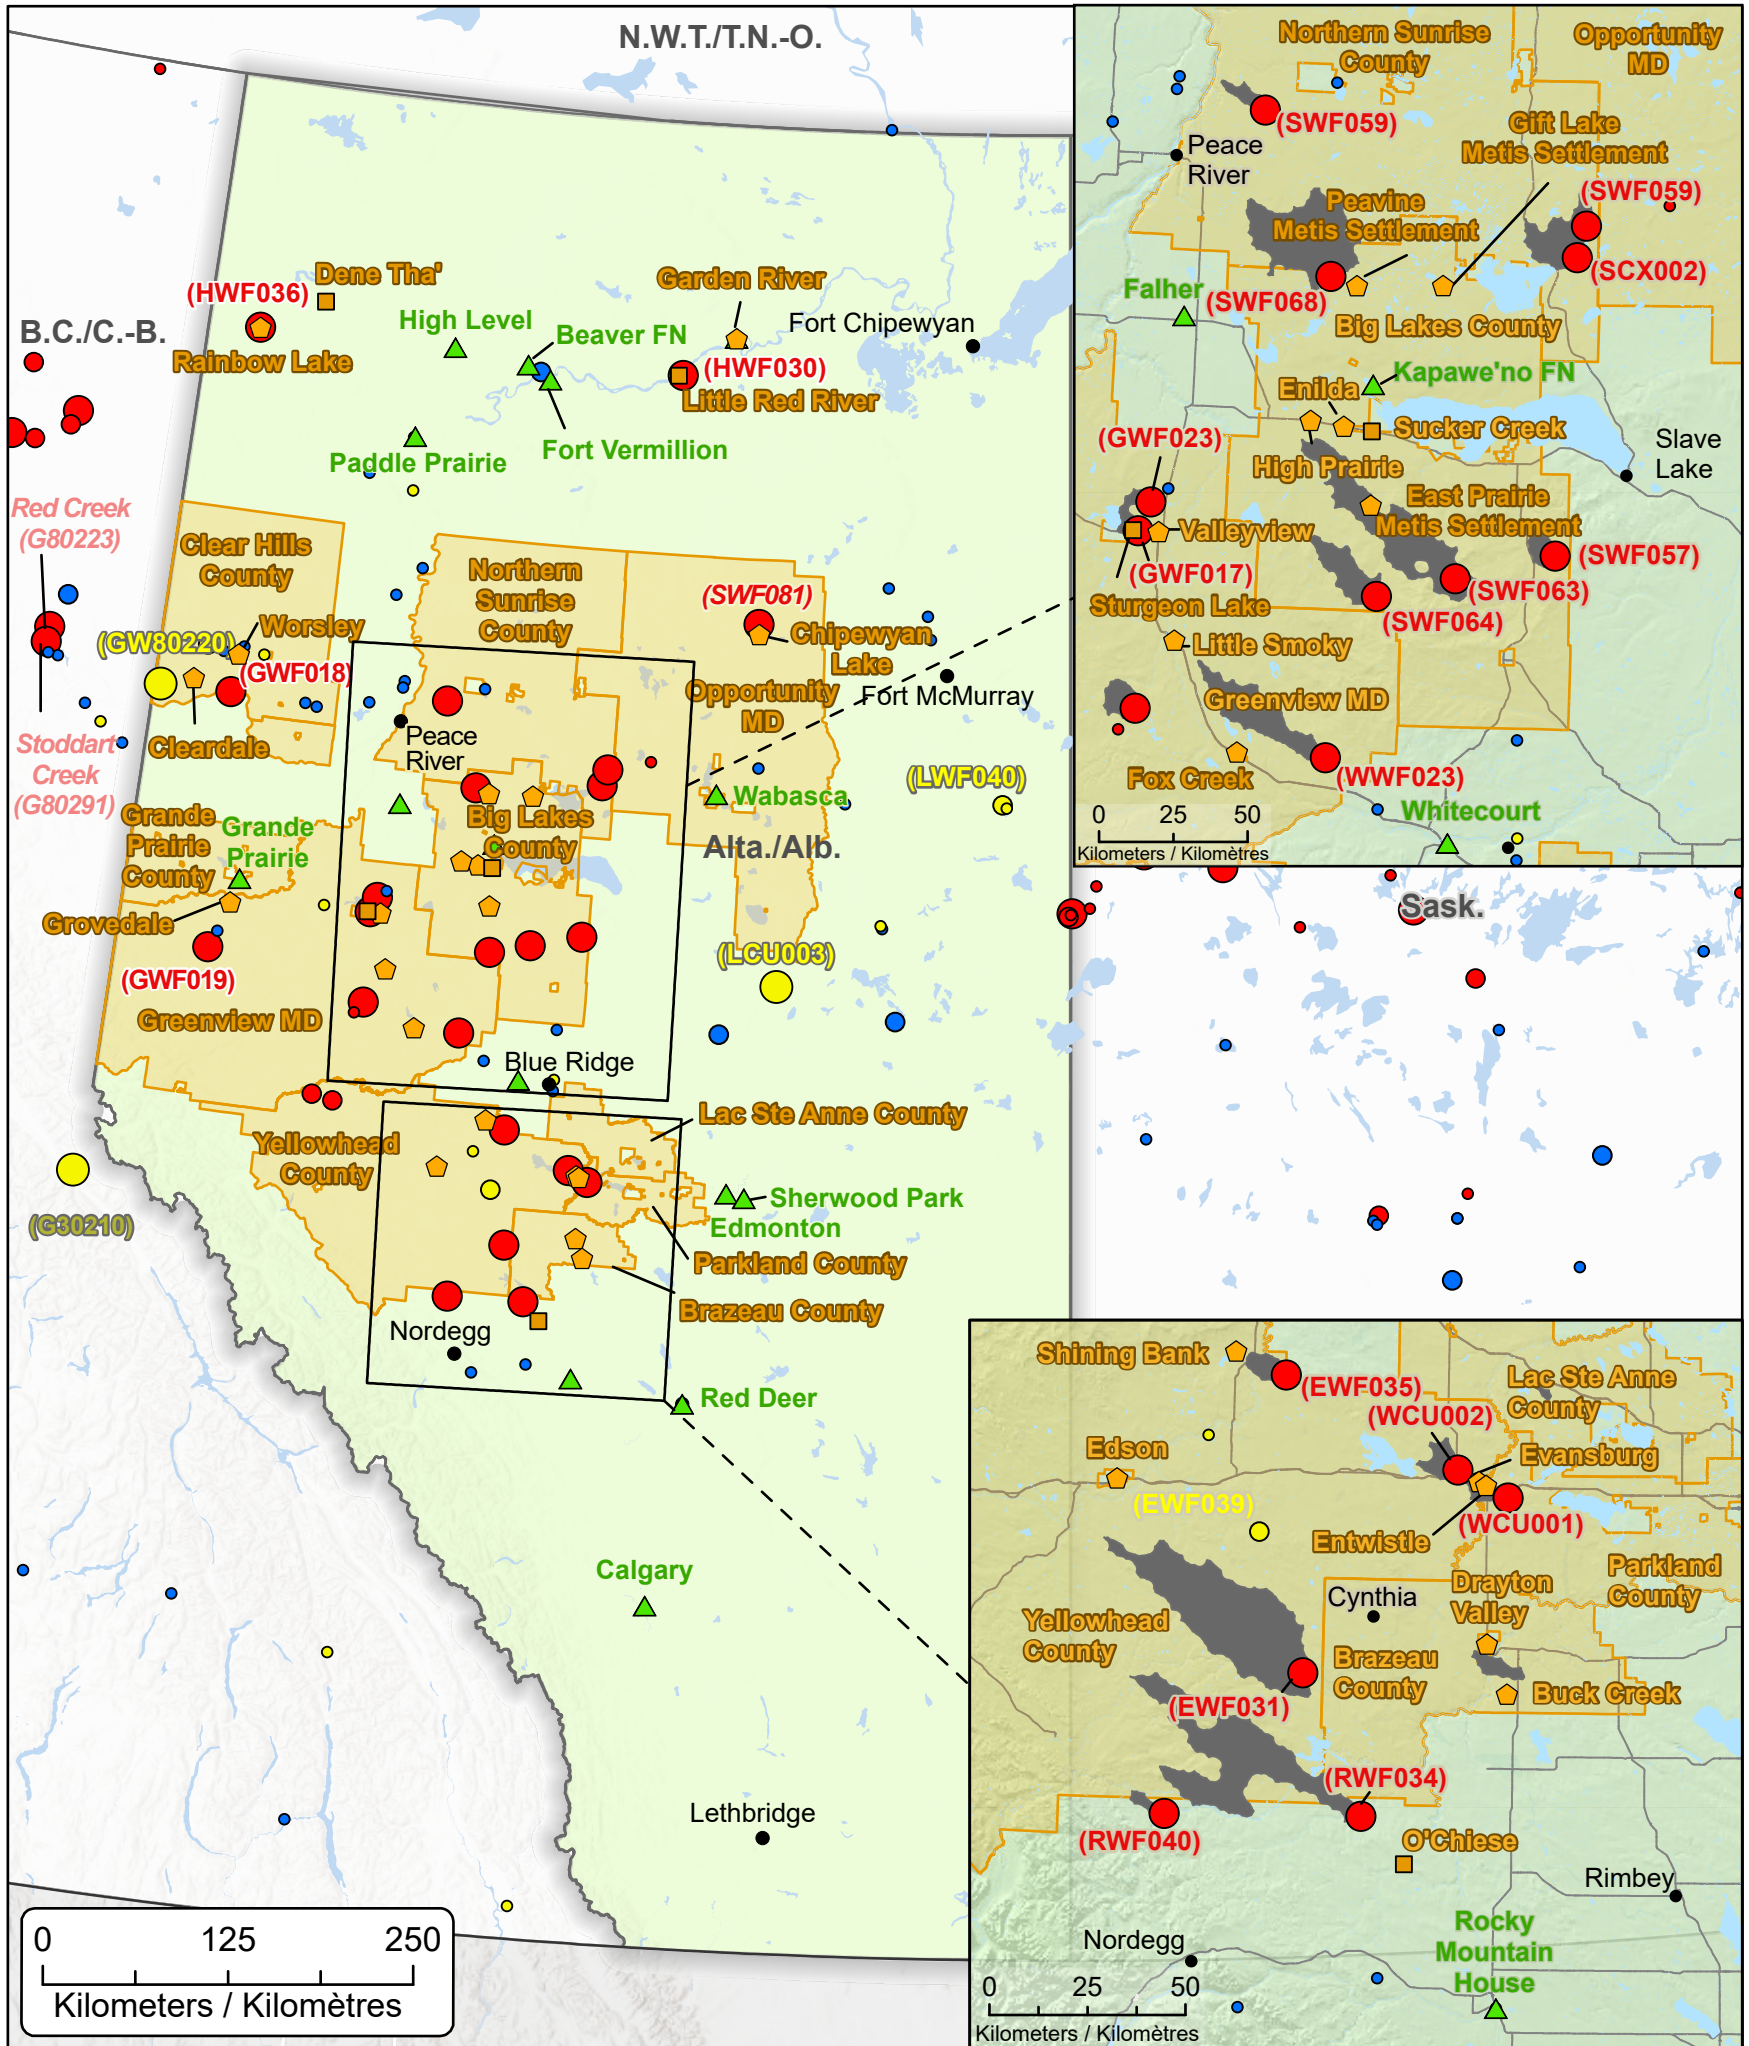 N.W.T./T.N.-O.
Dene Tha'
(HWF036)
Rainbow Lake
B.C./C.-B.
High Level
Beaver FN
Garden River
Fort Chipewyan
(HWF030)
Little Red River
Fort Vermillion
Paddle Prairie
Red Creek
(G80223)
Clear Hills
County
Northern
Sunrise
County
(SWF081)
Worsley
(GW80220)
(GWF018)
Chipewyan
Lake
Opportunity
MD
Fort McMurray
Cleardale
Peace
River
Stoddart
Creek
(G80291)
(LWF040)
Wabasca
Grande
Prairie
County
Grande
Prairie
Big Lakes
County
Alta./Alb.
Grovedale
(LCU003)
(GWF019)
Greenview MD
Blue Ridge
Lac Ste Anne County
Yellowhead
County
Sherwood Park
Edmonton
(G30210)
Parkland County
Brazeau County
Nordegg
Red Deer
Calgary
Lethbridge
Sask.
0 125 250
Kilometers / Kilomètres
Northern Sunrise
County
Opportunity
MD
(SWF059)
Gift Lake
Metis Settlement
Peace
River
Peavine
Metis Settlement
(SWF059)
(SCX002)
Falher
(SWF068)
Big Lakes County
Kapawe'no FN
Enilda
Sucker Creek
(GWF023)
Slave
Lake
High Prairie
East Prairie
Metis Settlement
Valleyview
(GWF017)
(SWF057)
(SWF063)
Sturgeon Lake
(SWF064)
Little Smoky
Greenview MD
Fox Creek
(WWF023)
Whitecourt
0 25 50
Kilometers / Kilomètres
Shining Bank
(EWF035)
Lac Ste Anne
County
(WCU002)
Edson
Evansburg
(EWF039)
(WCU001)
Entwistle
Parkland
County
Drayton
Valley
Cynthia
Yellowhead
County
Brazeau
County
Buck Creek
(EWF031)
(RWF034)
(RWF040)
O'Chiese
Rimbey
Rocky
Mountain
House
Nordegg
0 25 50
Kilometers / Kilomètres